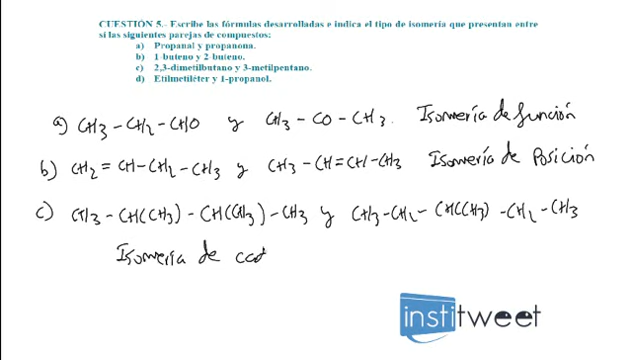 CUESTIÓN 5.- Escribe las fórmulas desarrolladas e indica el tipo de isomería que presentan entre
sí las siguientes parejas de compuestos:
a) Propanal y propanona.
b) 1-buteno y 2-buteno.
c) 2,3-dimetilbutano y 3-metilpentano.
d) Etilmetiléter y 1-propanol.
a) CH3 - CH2 - CHO y CH3 - CO - CH3. Isomería de función
b) CH2 = CH - CH2 - CH3 y CH3 - CH = CH - CH3 Isomería de Posición
c) CH3 - CH(CH3) - CH(CH3) - CH3 y CH3 - CH2 - CH(CH3) - CH2 - CH3
Isomería de cad
institweet